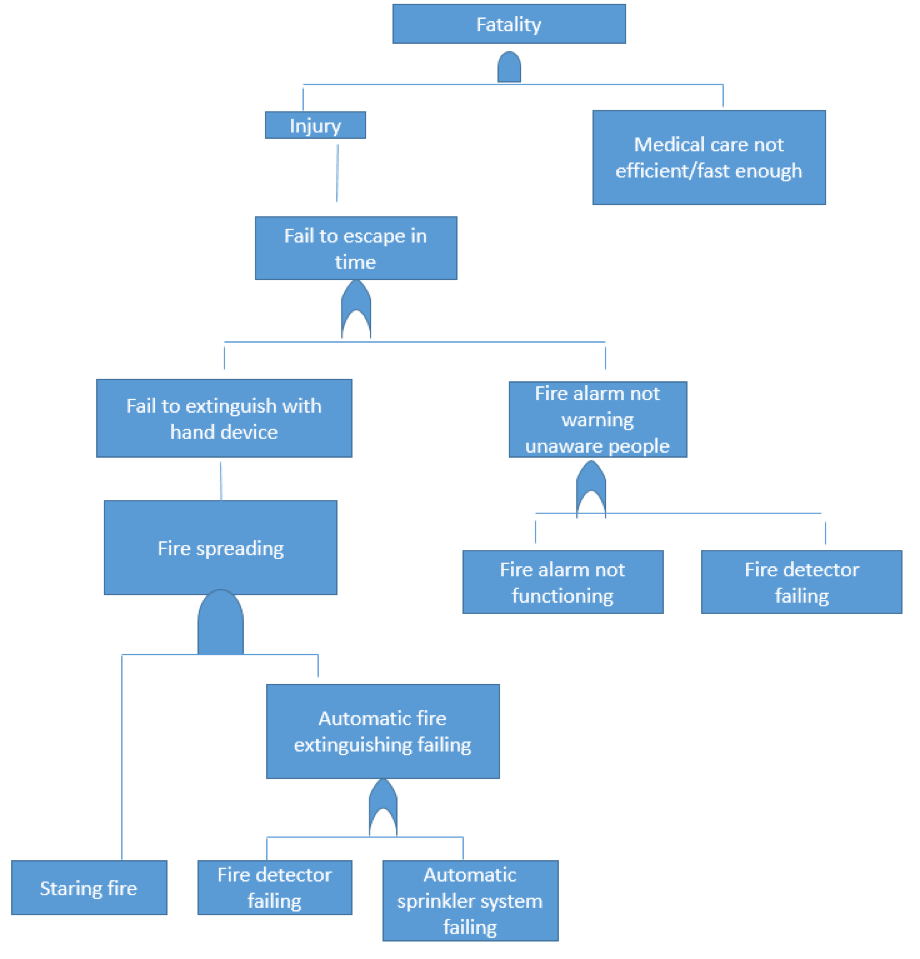 Fatality
Injury
Medical care not
efficient/fast enough
Fail to escape in
time
Fail to extinguish with
hand device
Fire alarm not
warning
unaware people
Fire spreading
Fire alarm not
functioning
Fire detector
failing
Automatic fire
extinguishing failing
Staring fire
Fire detector
failing
Automatic
sprinkler system
failing